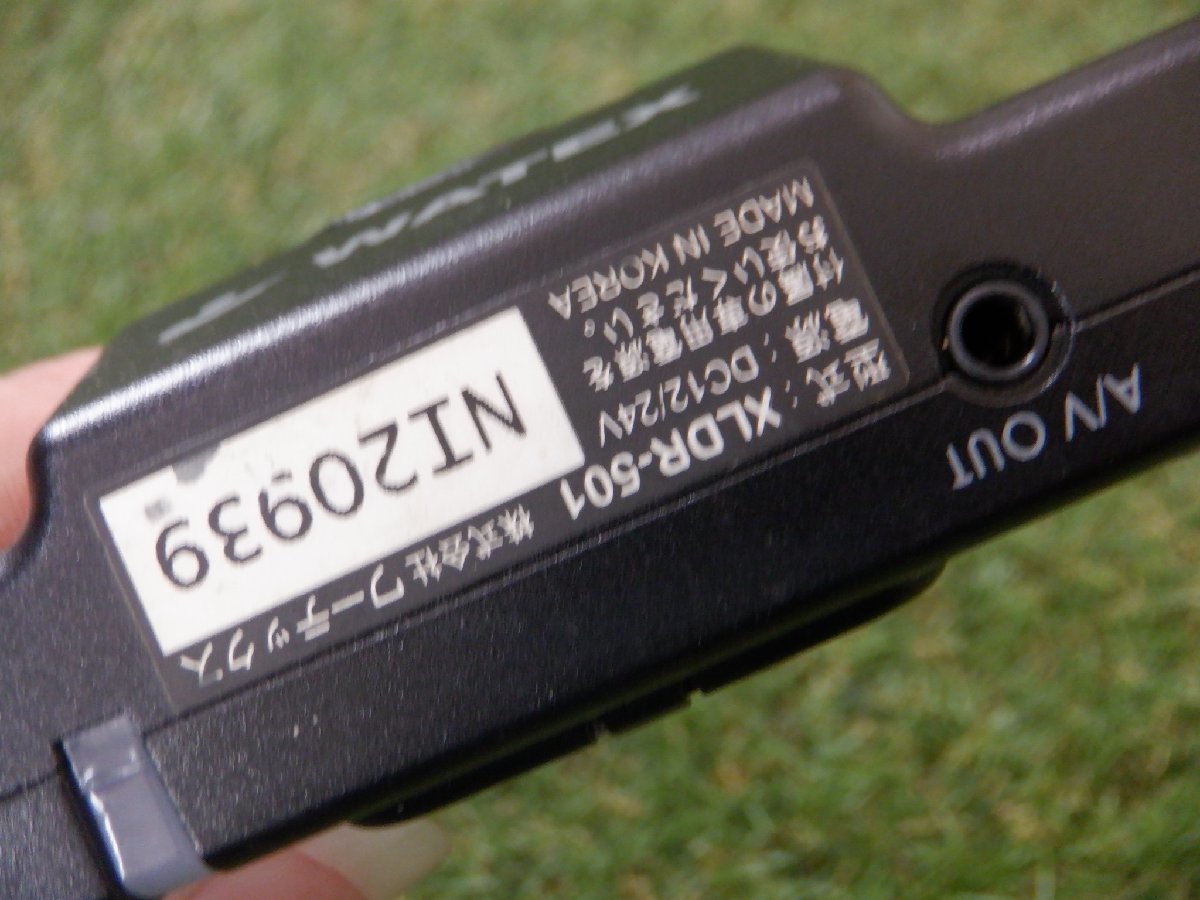 A/V OUT
型式：XLDR-501
電源：DC12/24V
付属の専用電源を
お使いください。
MADE IN KOREA
NI20939
株式会社ワーテックス
WATEX